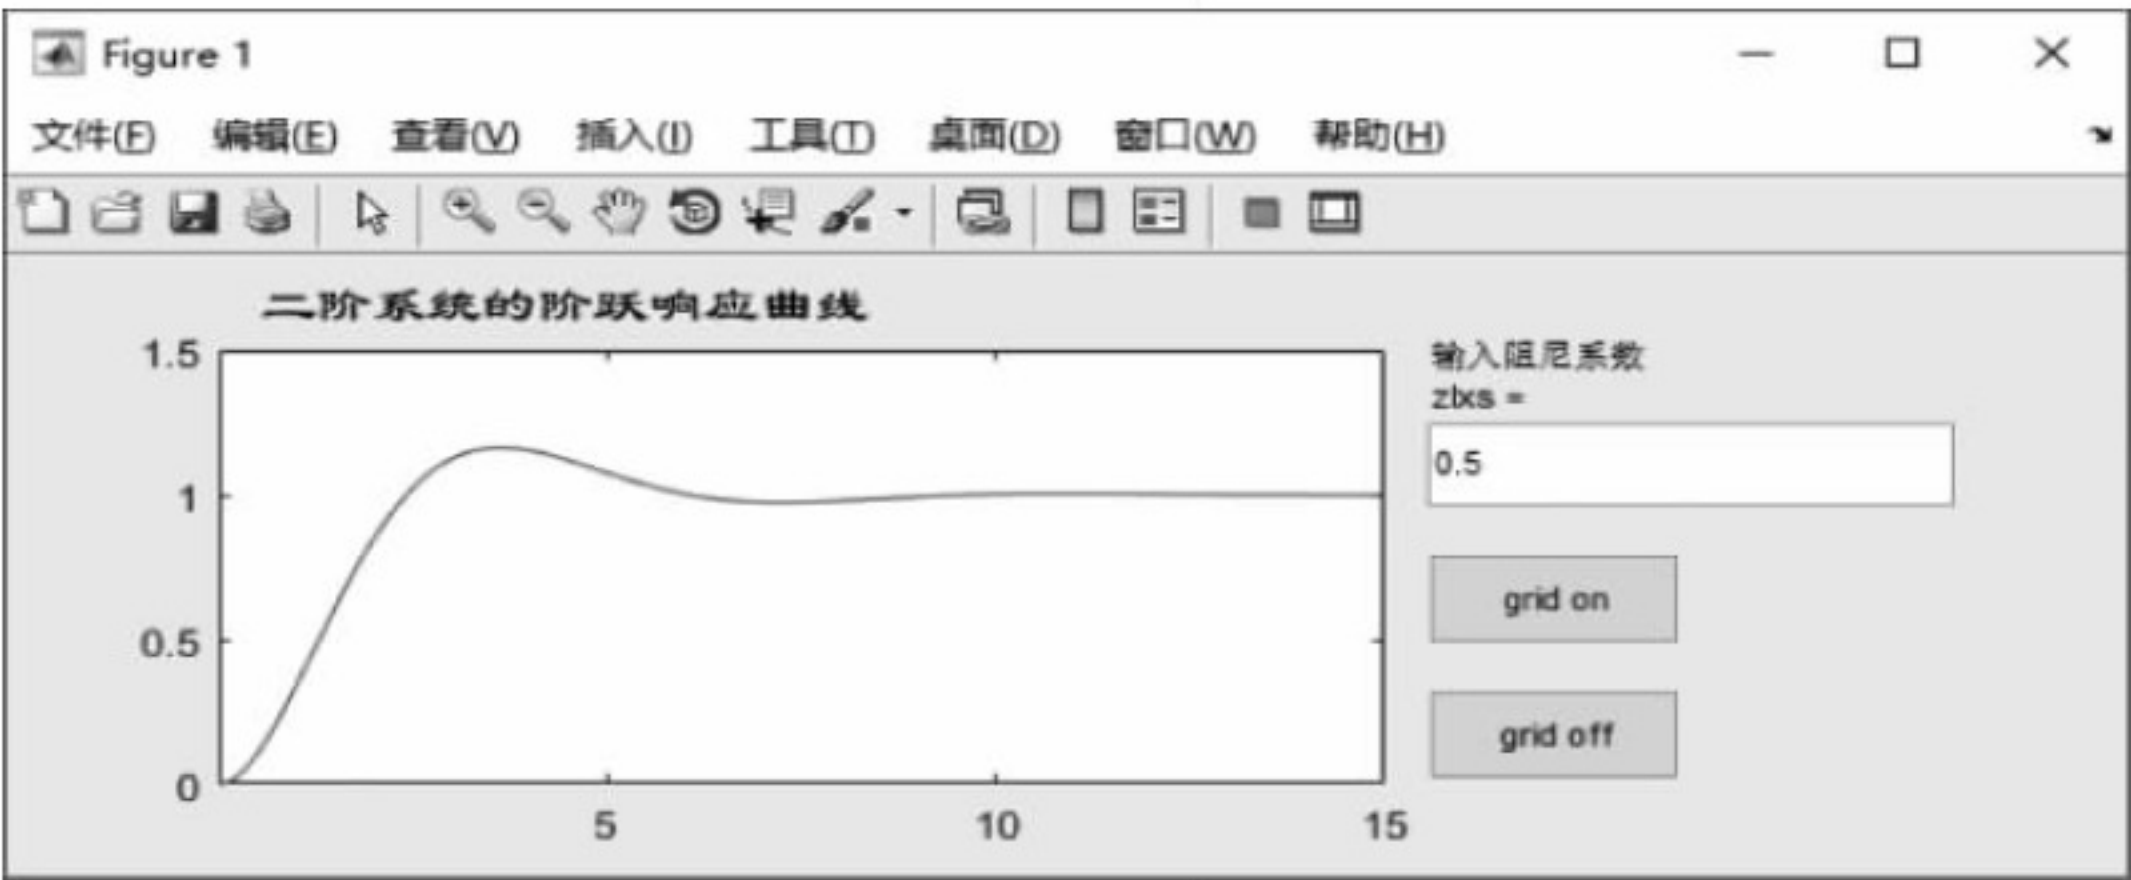 Figure 1
文件(F) 编辑(E) 查看(V) 插入(I) 工具(T) 桌面(D) 窗口(W) 帮助(H)
二阶系统的阶跃响应曲线
1.5
1
0.5
0
5 10 15
输入阻尼系数
zlxs =
0.5
grid on
grid off